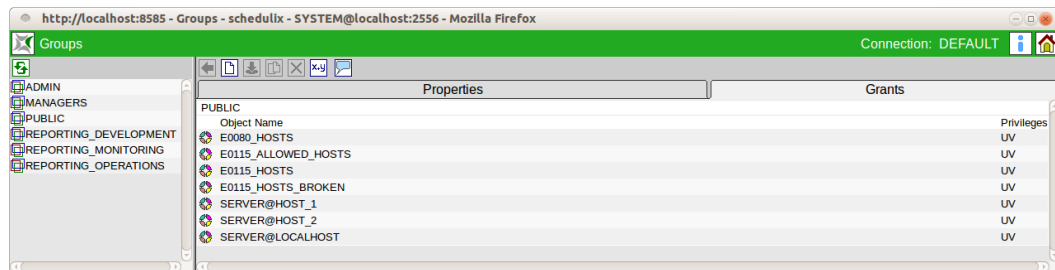 http://localhost:8585 - Groups - schedulix - SYSTEM@localhost:2556 - Mozilla Firefox
Groups
Connection: DEFAULT
ADMIN
MANAGERS
PUBLIC
REPORTING_DEVELOPMENT
REPORTING_MONITORING
REPORTING_OPERATIONS
x,y
Properties
Grants
PUBLIC
Object Name Privileges
E0080_HOSTS UV
E0115_ALLOWED_HOSTS UV
E0115_HOSTS UV
E0115_HOSTS_BROKEN UV
SERVER@HOST_1 UV
SERVER@HOST_2 UV
SERVER@LOCALHOST UV